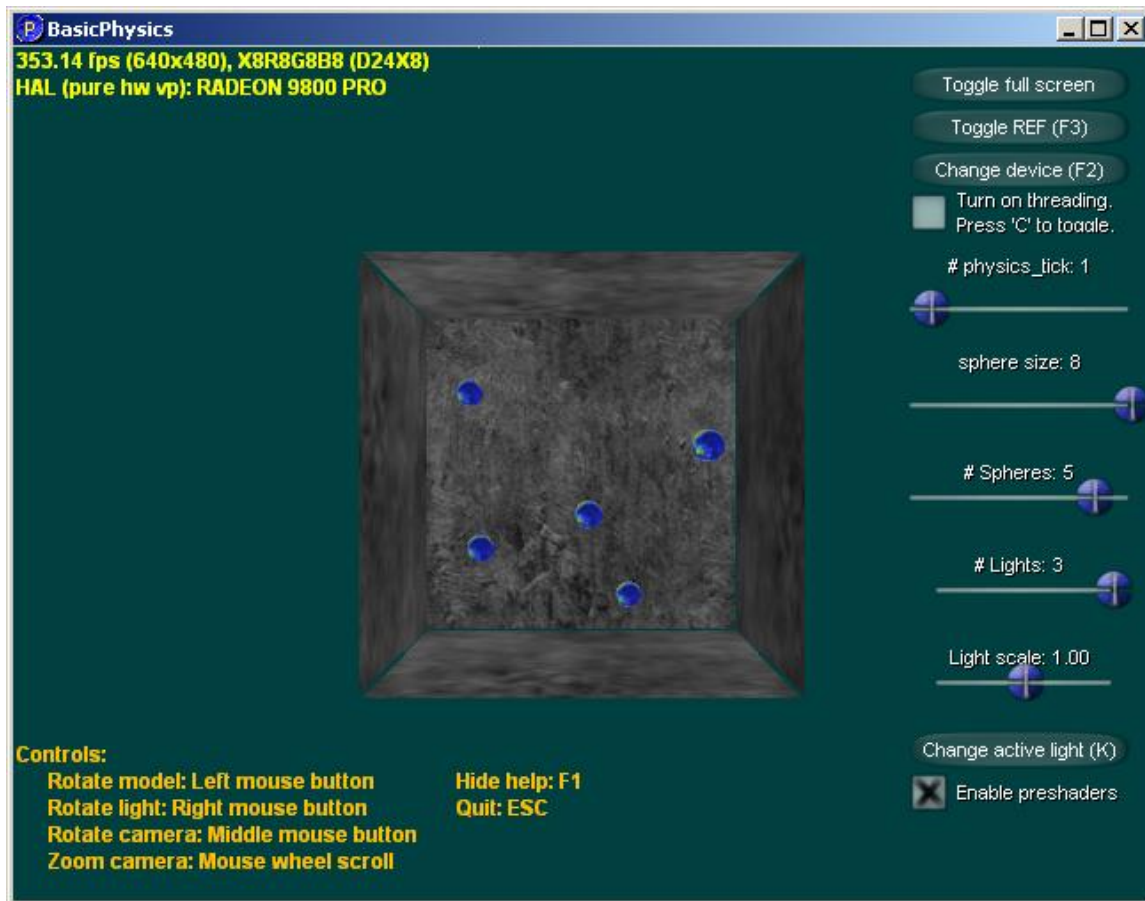 BasicPhysics
353.14 fps (640x480), X8R8G8B8 (D24X8)
HAL (pure hw vp): RADEON 9800 PRO
Toggle full screen
Toggle REF (F3)
Change device (F2)
Turn on threading.
Press 'C' to toggle.
# physics_tick: 1
sphere size: 8
# Spheres: 5
# Lights: 3
Light scale: 1.00
Change active light (K)
Enable preshaders
Controls:
Rotate model: Left mouse button
Rotate light: Right mouse button
Rotate camera: Middle mouse button
Zoom camera: Mouse wheel scroll
Hide help: F1
Quit: ESC